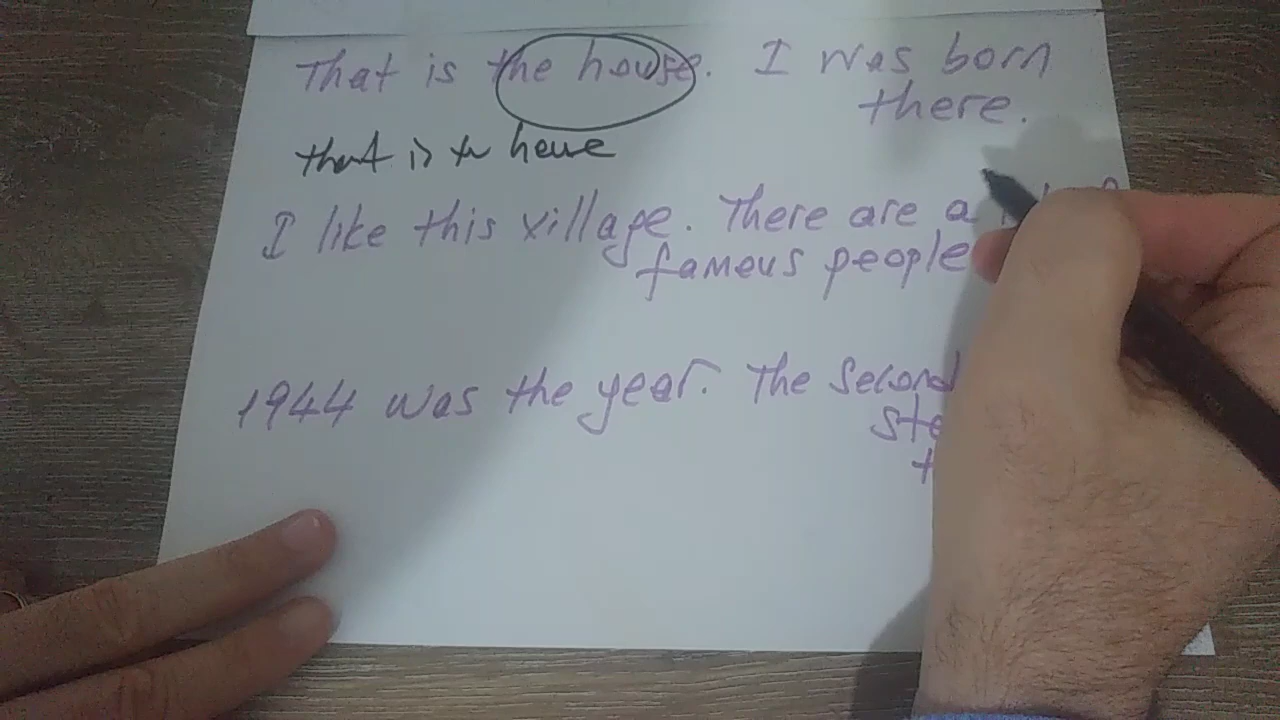 That is the house. I was born
there.
that is the house
I like this village. There are a
famous people
1944 was the year. The second